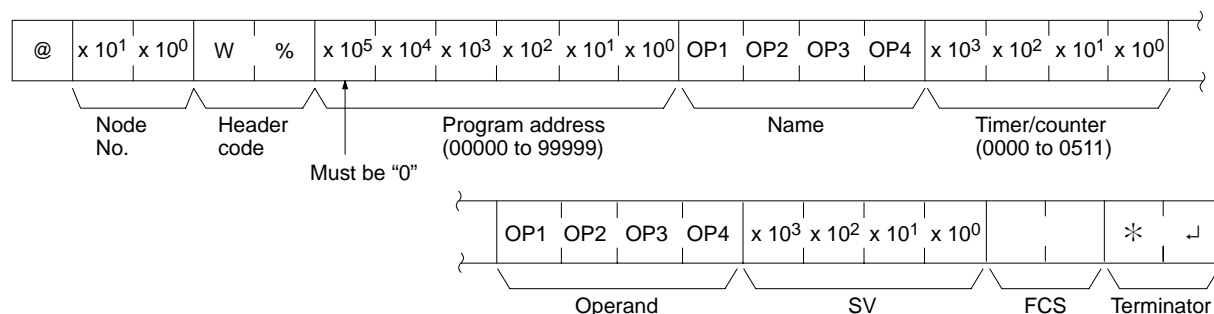 @ x 10¹ x 10⁰ W % x 10⁵ x 10⁴ x 10³ x 10² x 10¹ x 10⁰ OP1 OP2 OP3 OP4 x 10³ x 10² x 10¹ x 10⁰
Node No.
Header code
Program address (00000 to 99999)
Name
Timer/counter (0000 to 0511)
Must be “0”
OP1 OP2 OP3 OP4 x 10³ x 10² x 10¹ x 10⁰ * ↵
Operand SV FCS Terminator